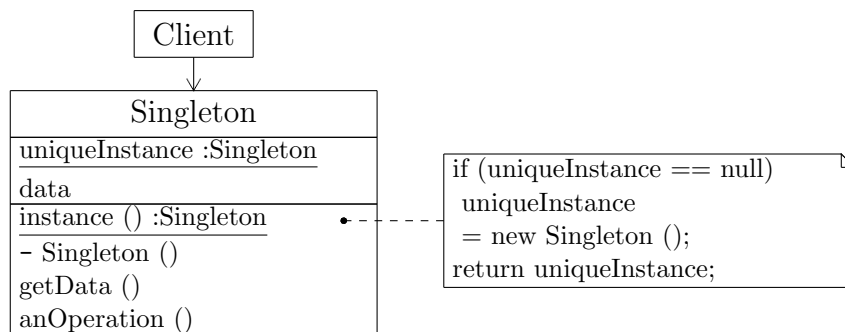 Client
Singleton
uniqueInstance :Singleton
data
instance () :Singleton
- Singleton ()
getData ()
anOperation ()
if (uniqueInstance == null)
uniqueInstance
= new Singleton ();
return uniqueInstance;